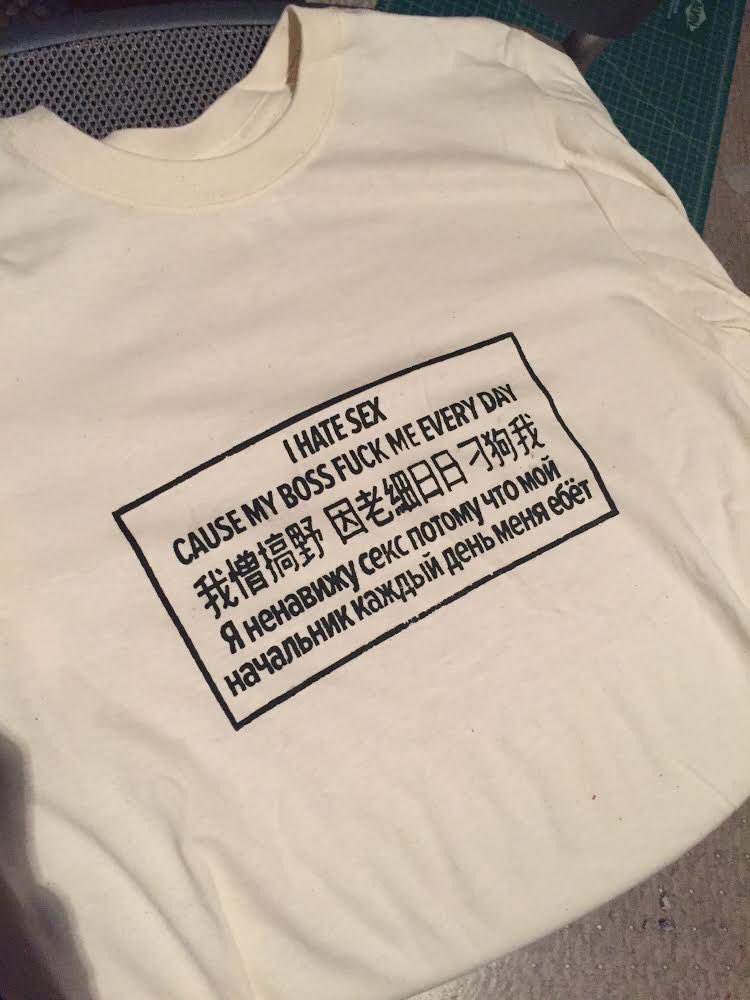 I HATE SEX
CAUSE MY BOSS FUCK ME EVERY DAY
我憎搞野 因老細日日刁狗我
Я ненавижу секс потому что мой
начальник каждый день меня ебёт